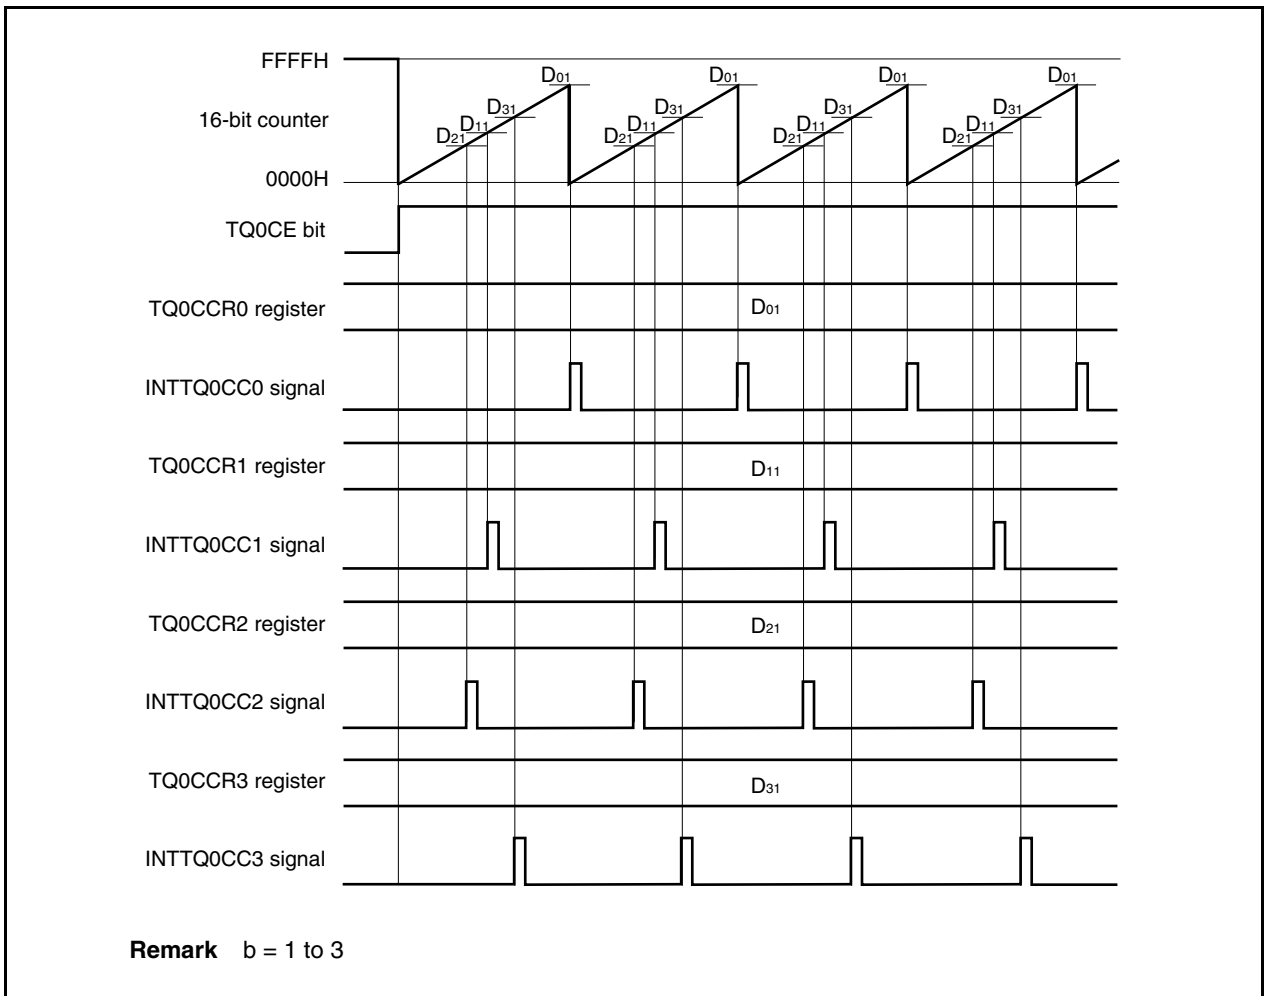 FFFFH
D01 D01 D01 D01
D31 D31 D31 D31
16-bit counter
D11 D11 D11 D11
D21 D21 D21 D21
0000H
TQ0CE bit
TQ0CCR0 register
D01
INTTQ0CC0 signal
TQ0CCR1 register
D11
INTTQ0CC1 signal
TQ0CCR2 register
D21
INTTQ0CC2 signal
TQ0CCR3 register
D31
INTTQ0CC3 signal
Remark b = 1 to 3